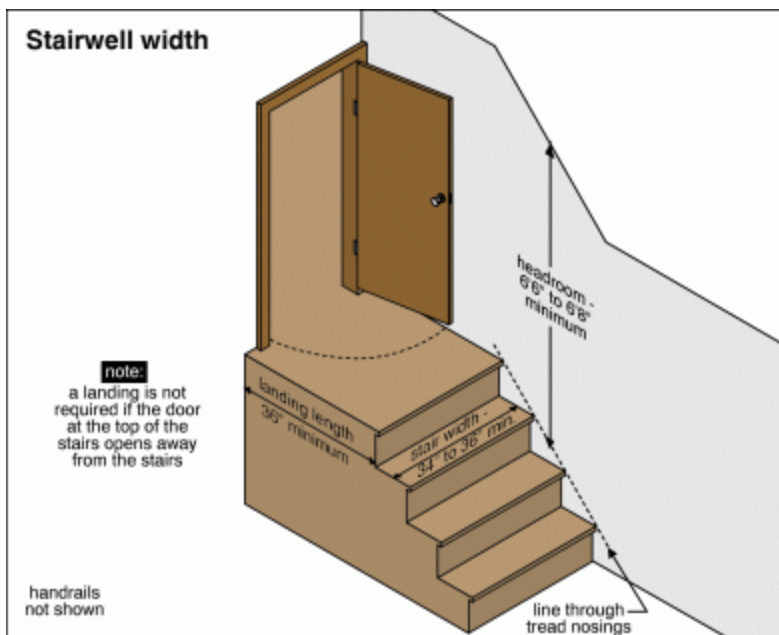 Stairwell width
headroom -
6'6" to 6'8"
minimum
note:
a landing is not
required if the door
at the top of the
stairs opens away
from the stairs
landing length
36" minimum
stair width -
34" to 36" min.
handrails
not shown
line through
tread nosings